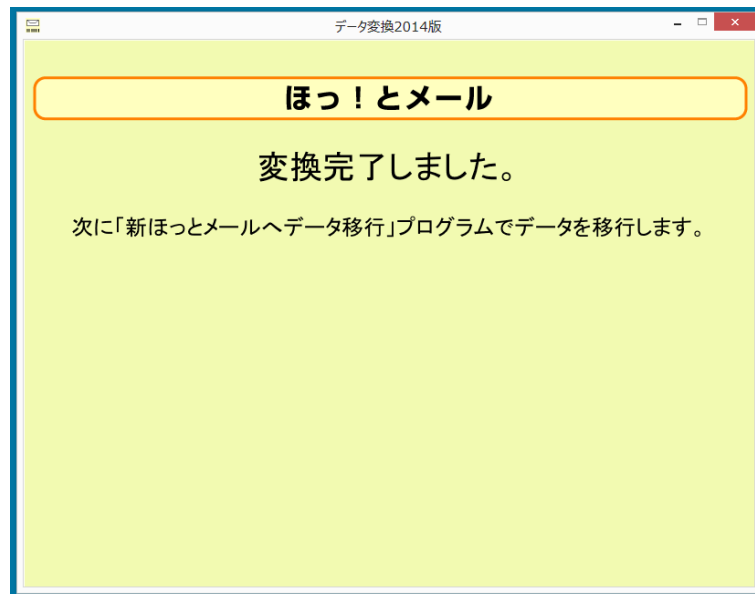 データ変換2014版
ほっ！とメール
変換完了しました。
次に「新ほっとメールへデータ移行」プログラムでデータを移行します。